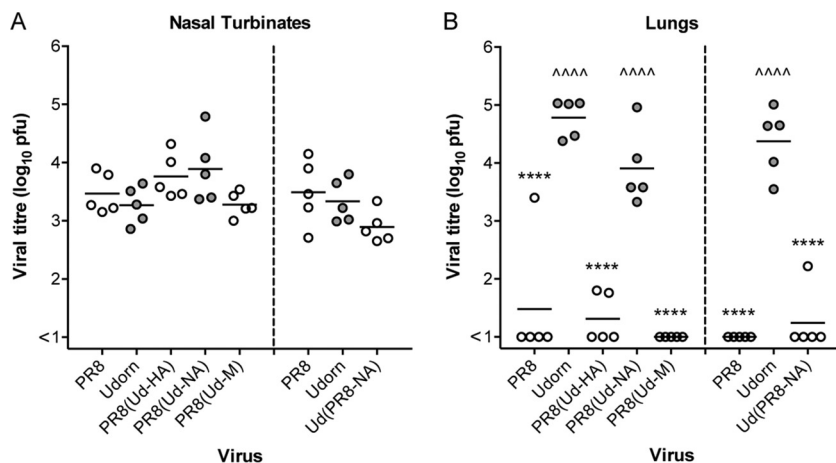 A
Nasal Turbinates
Viral titre (log10 pfu)
6
5
4
3
2
<1
PR8
Udorn
PR8(Ud-HA)
PR8(Ud-NA)
PR8(Ud-M)
PR8
Udorn
Ud(PR8-NA)
Virus
B
Lungs
Viral titre (log10 pfu)
6
5
4
3
2
<1
^^^^
^^^^
^^^^
****
****
****
****
****
PR8
Udorn
PR8(Ud-HA)
PR8(Ud-NA)
PR8(Ud-M)
PR8
Udorn
Ud(PR8-NA)
Virus